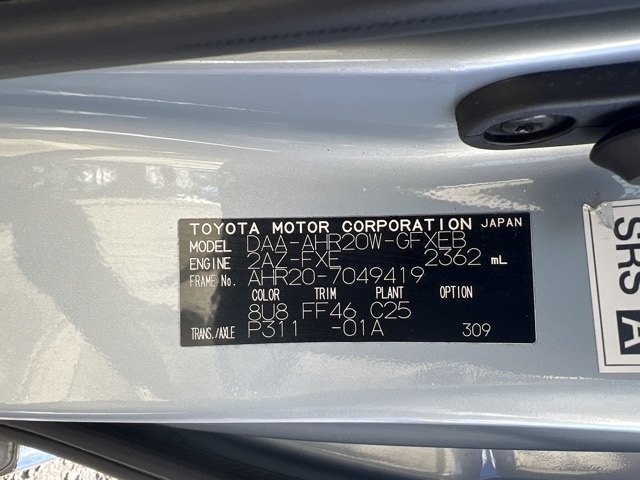 TOYOTA MOTOR CORPORATION JAPAN
MODEL DAA-AHR20W-GFXEB
ENGINE 2AZ-FXE 2362 mL
FRAME No. AHR20-7049419
COLOR TRIM PLANT OPTION
8U8 FF46 C25
TRANS./AXLE P311 -01A 309
SRS A